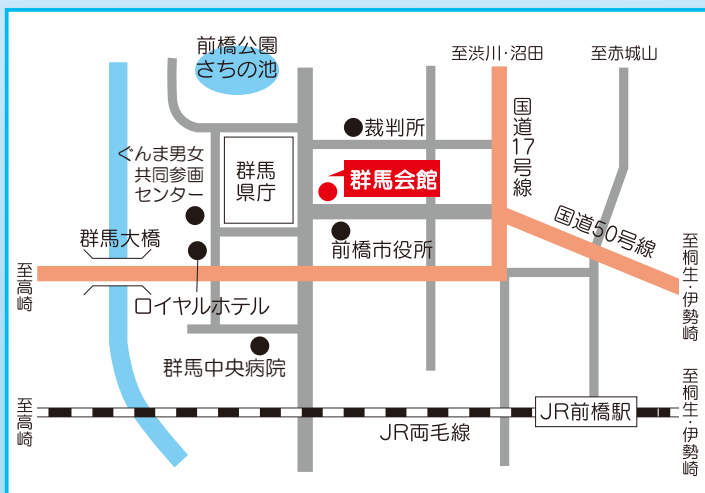 前橋公園
さちの池
至渋川・沼田
至赤城山
国道17号線
裁判所
ぐんま男女
共同参画
センター
群馬
県庁
群馬会館
群馬大橋
前橋市役所
国道50号線
至高崎
至桐生・伊勢崎
ロイヤルホテル
群馬中央病院
至高崎
JR前橋駅
至桐生・伊勢崎
JR両毛線